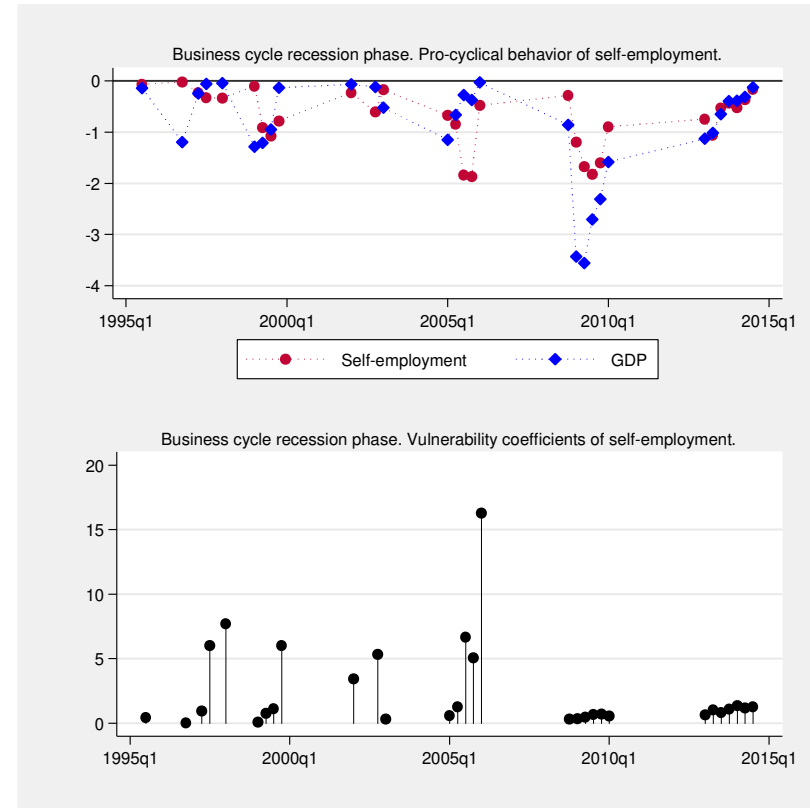 Business cycle recession phase. Pro-cyclical behavior of self-employment.
0
-1
-2
-3
-4
1995q1 2000q1 2005q1 2010q1 2015q1
Self-employment GDP
Business cycle recession phase. Vulnerability coefficients of self-employment.
20
15
10
5
0
1995q1 2000q1 2005q1 2010q1 2015q1